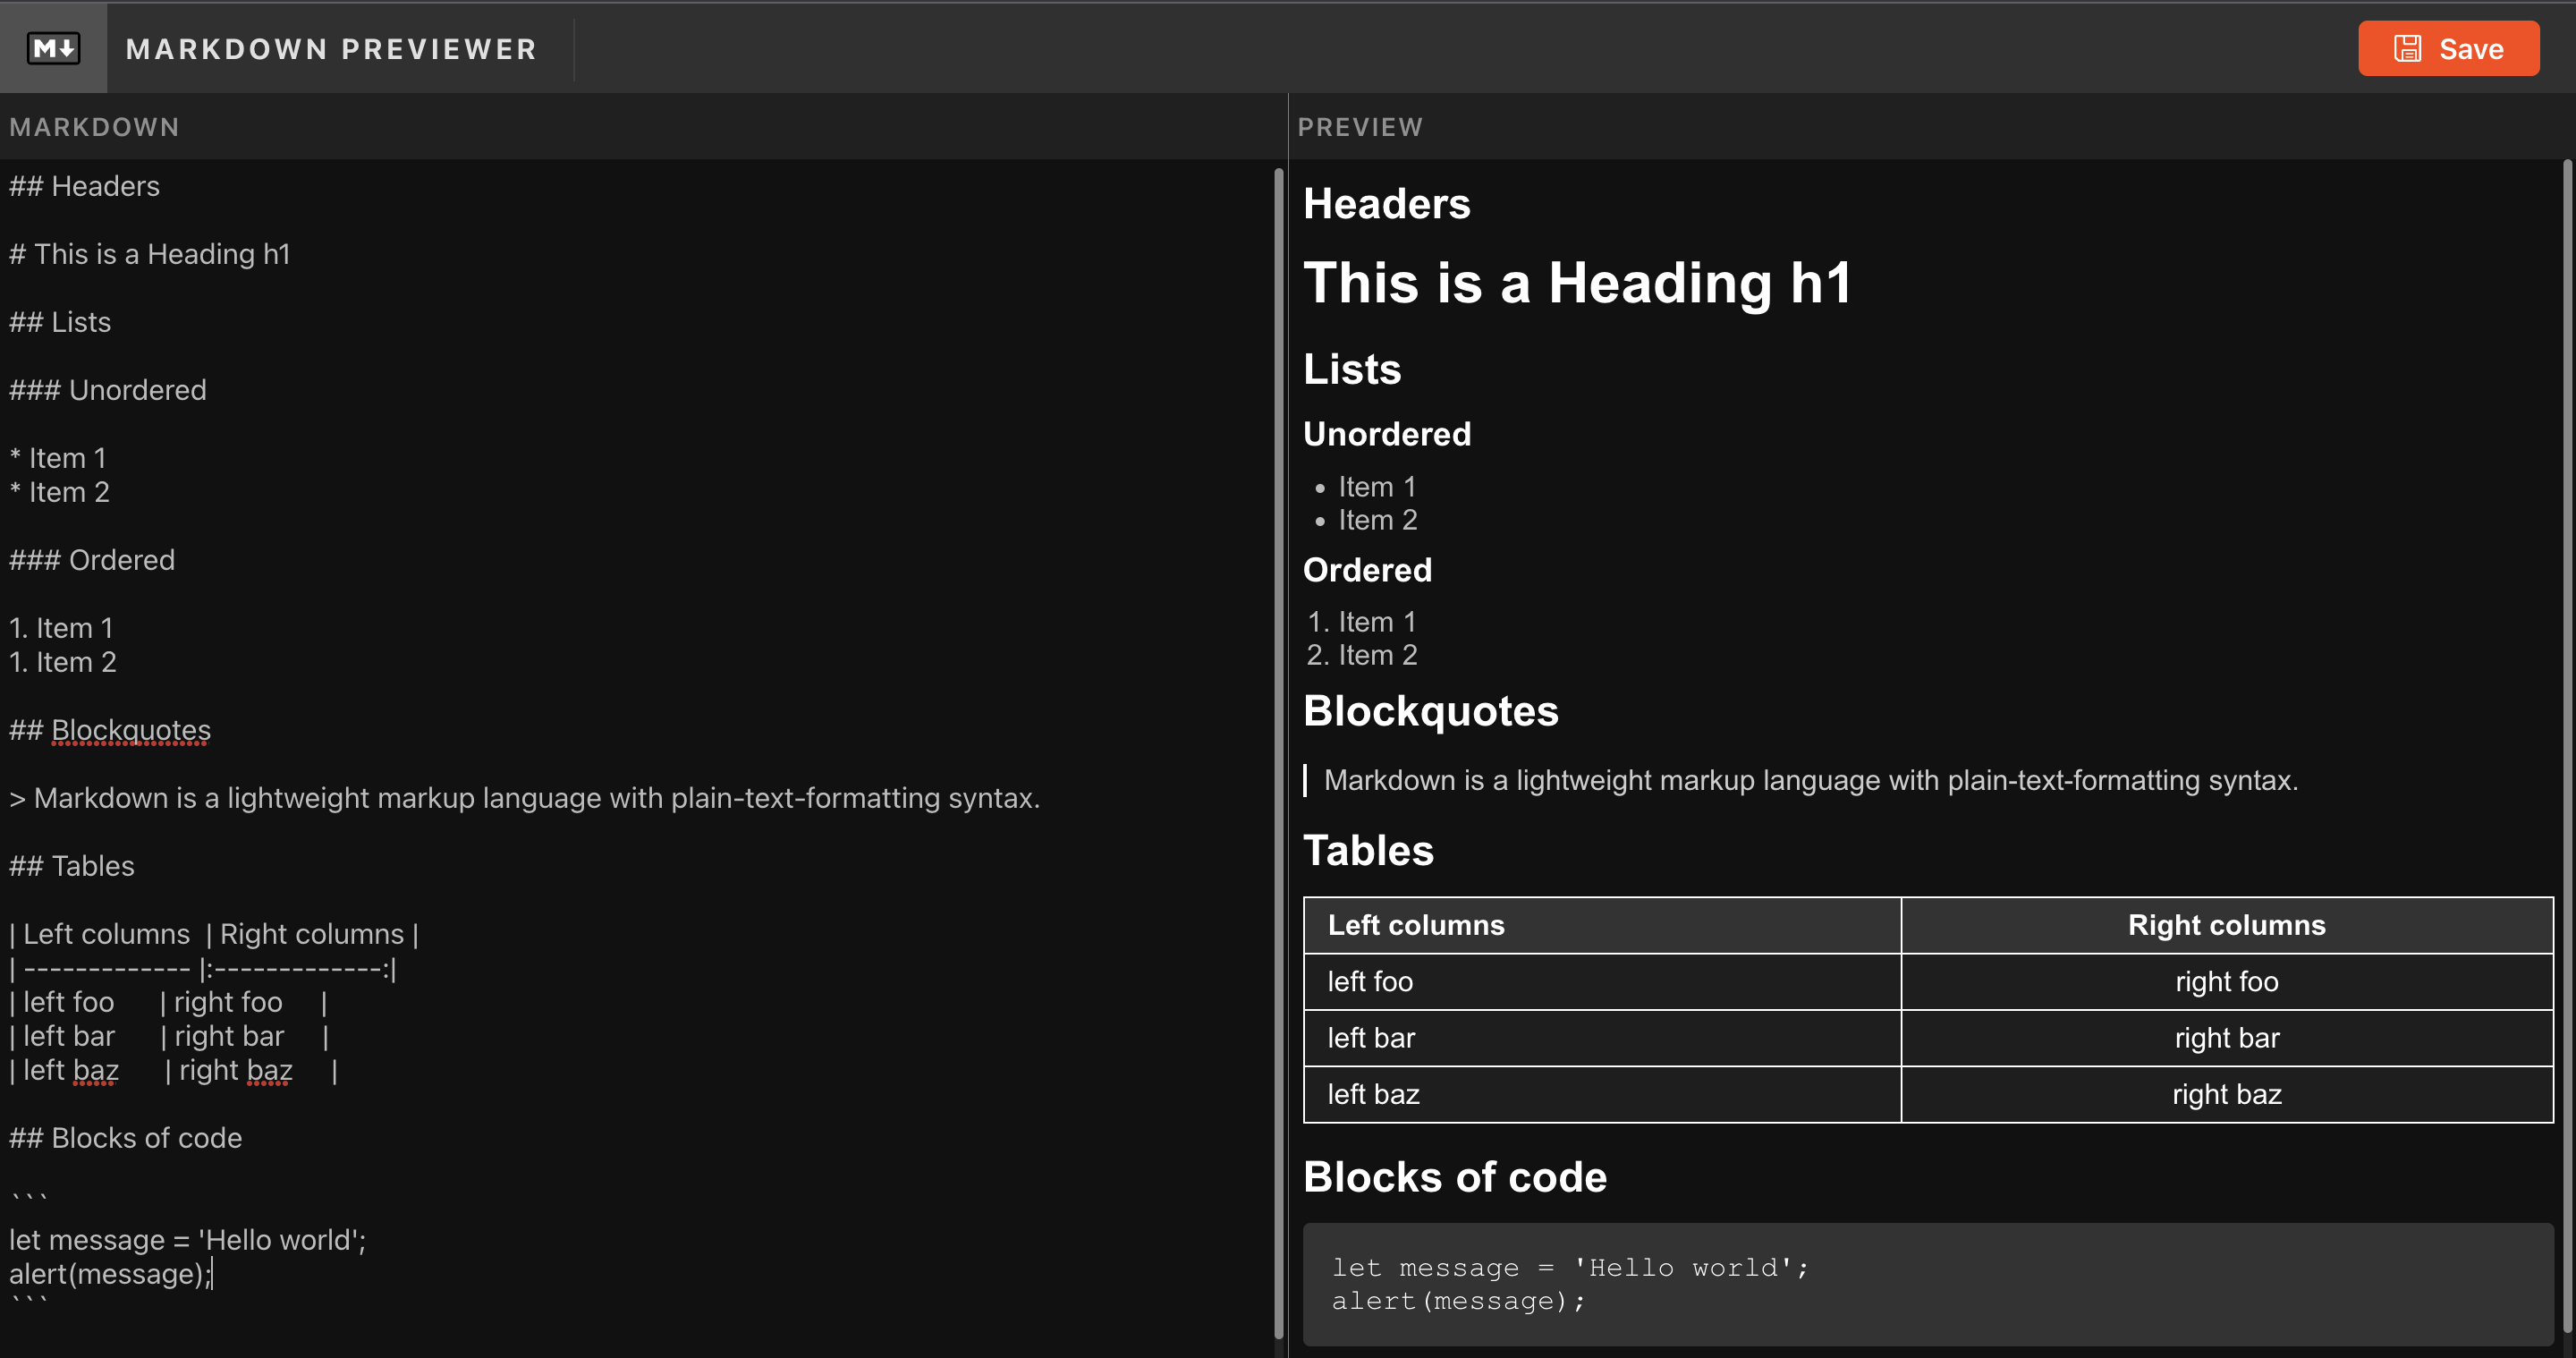 M↓ MARKDOWN PREVIEWER
Save
MARKDOWN
## Headers
# This is a Heading h1
## Lists
### Unordered
* Item 1
* Item 2
### Ordered
1. Item 1
1. Item 2
## Blockquotes
> Markdown is a lightweight markup language with plain-text-formatting syntax.
## Tables
| Left columns  | Right columns |
| ------------- |:-------------:|
| left foo      | right foo     |
| left bar      | right bar     |
| left baz      | right baz     |
## Blocks of code
```
let message = 'Hello world';
alert(message);
```
PREVIEW
Headers
This is a Heading h1
Lists
Unordered
• Item 1
• Item 2
Ordered
1. Item 1
2. Item 2
Blockquotes
Markdown is a lightweight markup language with plain-text-formatting syntax.
Tables
Left columns Right columns
left foo right foo
left bar right bar
left baz right baz
Blocks of code
let message = 'Hello world';
alert(message);